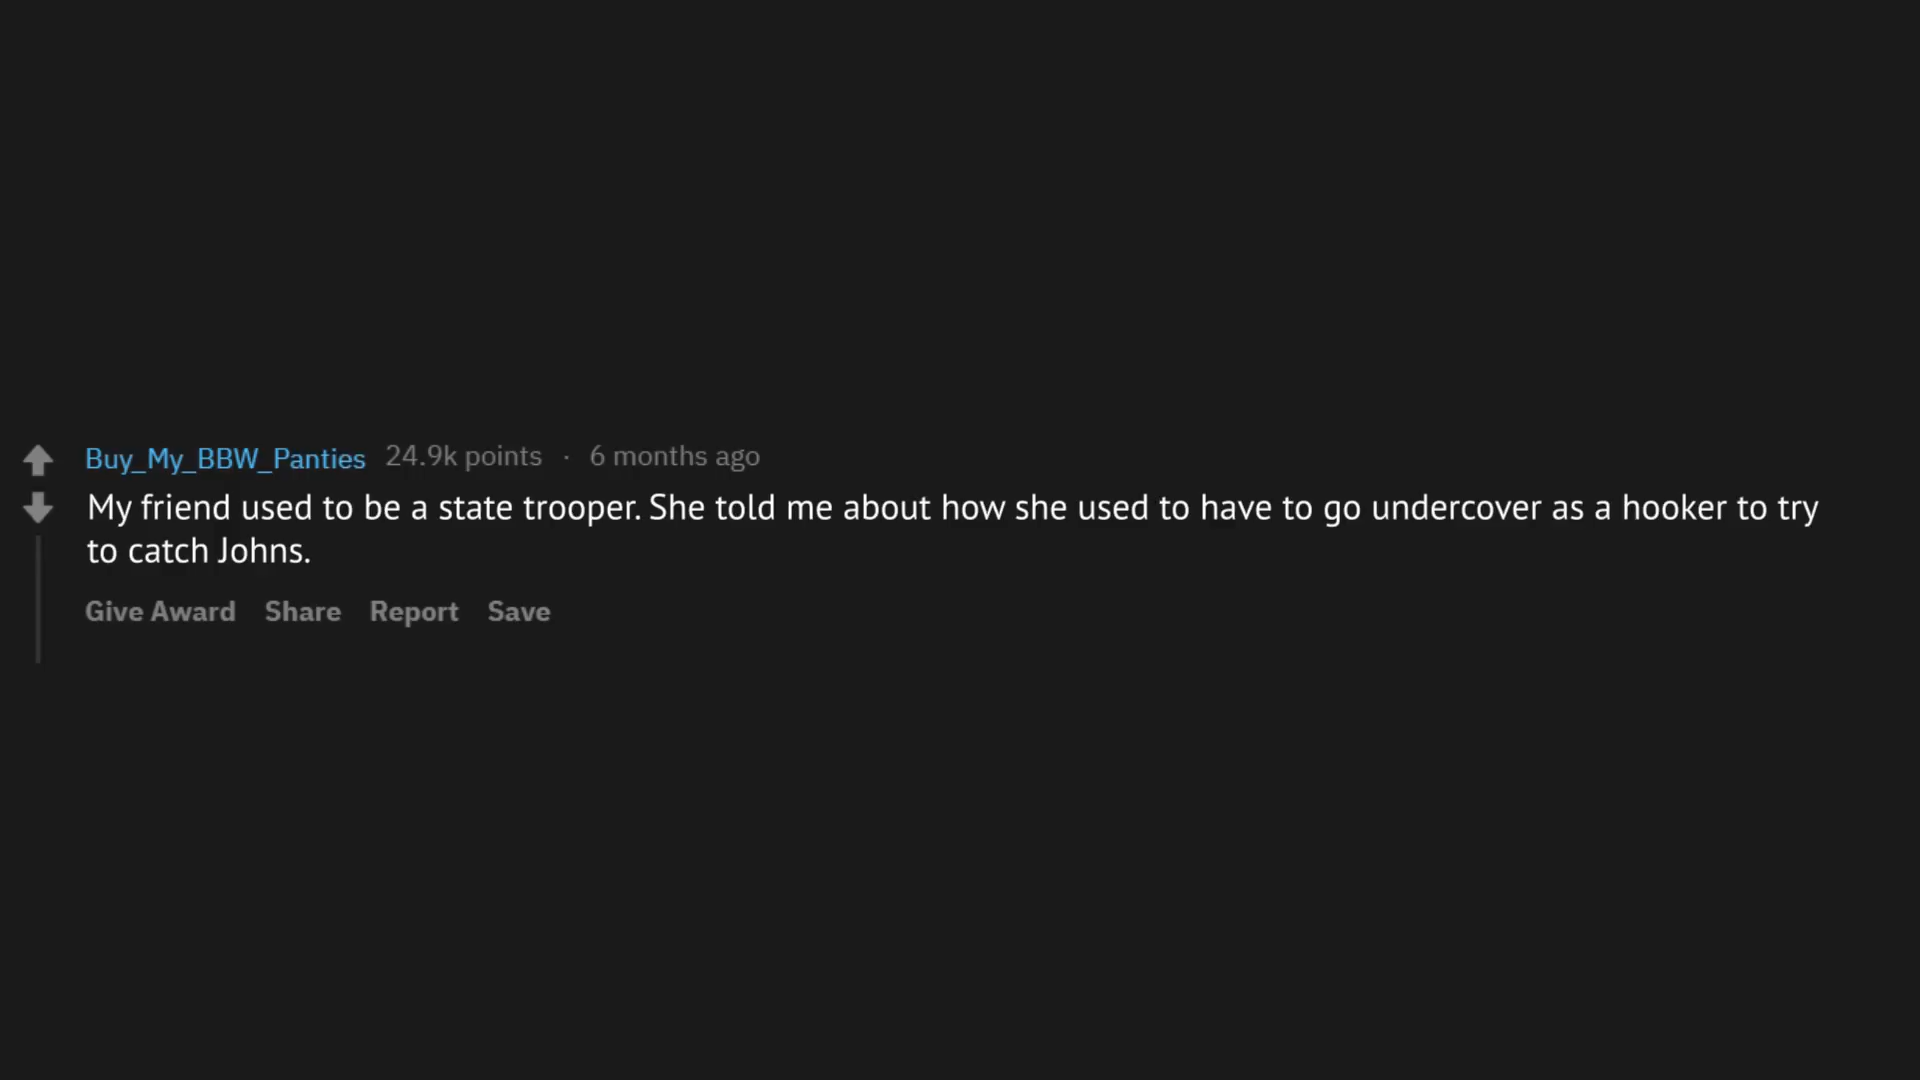 Buy_My_BBW_Panties 24.9k points · 6 months ago
My friend used to be a state trooper. She told me about how she used to have to go undercover as a hooker to try
to catch Johns.
Give Award Share Report Save